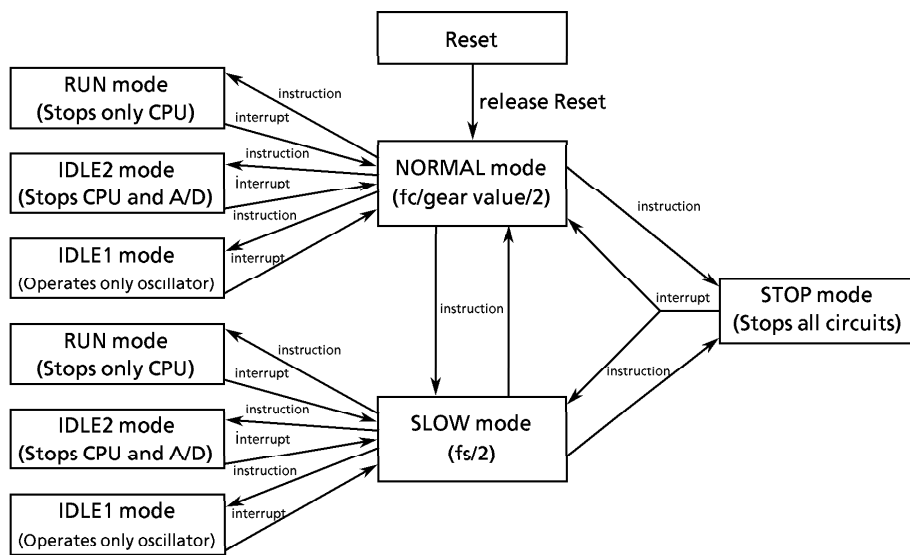 Reset
release Reset
RUN mode
(Stops only CPU)
instruction
interrupt
IDLE2 mode
(Stops CPU and A/D)
instruction
interrupt
instruction
IDLE1 mode
(Operates only oscillator)
interrupt
NORMAL mode
(fc/gear value/2)
instruction
instruction
interrupt
STOP mode
(Stops all circuits)
instruction
RUN mode
(Stops only CPU)
instruction
interrupt
IDLE2 mode
(Stops CPU and A/D)
instruction
interrupt
instruction
IDLE1 mode
(Operates only oscillator)
interrupt
SLOW mode
(fs/2)